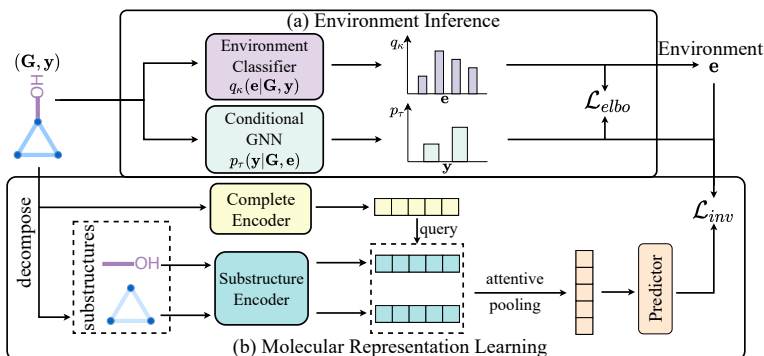 (a) Environment Inference
(G, y)
HO
Environment
Classifier
qκ(e|G, y)
qκ
e
Environment
e
𝓛elbo
Conditional
GNN
pτ(y|G, e)
pτ
y
decompose
Complete
Encoder
query
𝓛inv
substructures
OH
Substructure
Encoder
attentive
pooling
Predictor
(b) Molecular Representation Learning